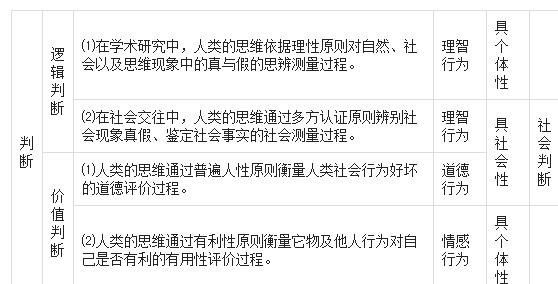 判断
逻辑判断
⑴在学术研究中，人类的思维依据理性原则对自然、社
会以及思维现象中的真与假的思辨测量过程。
理智
行为
具个体性
⑵在社会交往中，人类的思维通过多方认证原则辨别社
会现象真假、鉴定社会事实的社会测量过程。
理智
行为
具社会性
社会判断
价值判断
⑴人类的思维通过普遍人性原则衡量人类社会行为好坏
的道德评价过程。
道德
行为
⑵人类的思维通过有利性原则衡量它物及他人行为对自
己是否有利的有用性评价过程。
情感
行为
具个体性